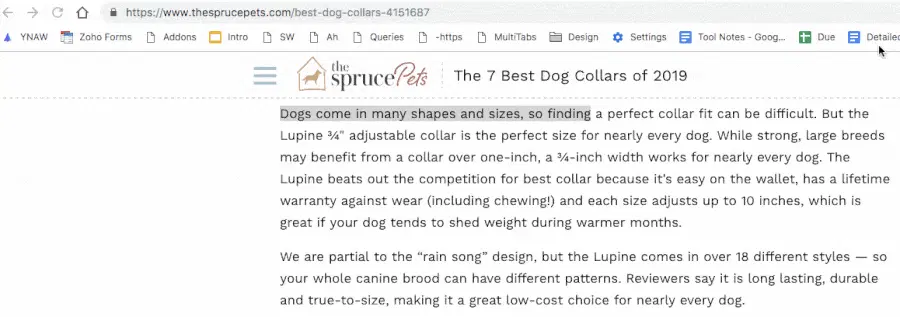 https://www.thesprucepets.com/best-dog-collars-4151687
YNAW Zoho Forms Addons Intro SW Ah Queries -https MultiTabs Design Settings Tool Notes - Goog... Due Detailed
the
spruce Pets The 7 Best Dog Collars of 2019
Dogs come in many shapes and sizes, so finding a perfect collar fit can be difficult. But the
Lupine ¾" adjustable collar is the perfect size for nearly every dog. While strong, large breeds
may benefit from a collar over one-inch, a ¾-inch width works for nearly every dog. The
Lupine beats out the competition for best collar because it's easy on the wallet, has a lifetime
warranty against wear (including chewing!) and each size adjusts up to 10 inches, which is
great if your dog tends to shed weight during warmer months.
We are partial to the “rain song” design, but the Lupine comes in over 18 different styles — so
your whole canine brood can have different patterns. Reviewers say it is long lasting, durable
and true-to-size, making it a great low-cost choice for nearly every dog.